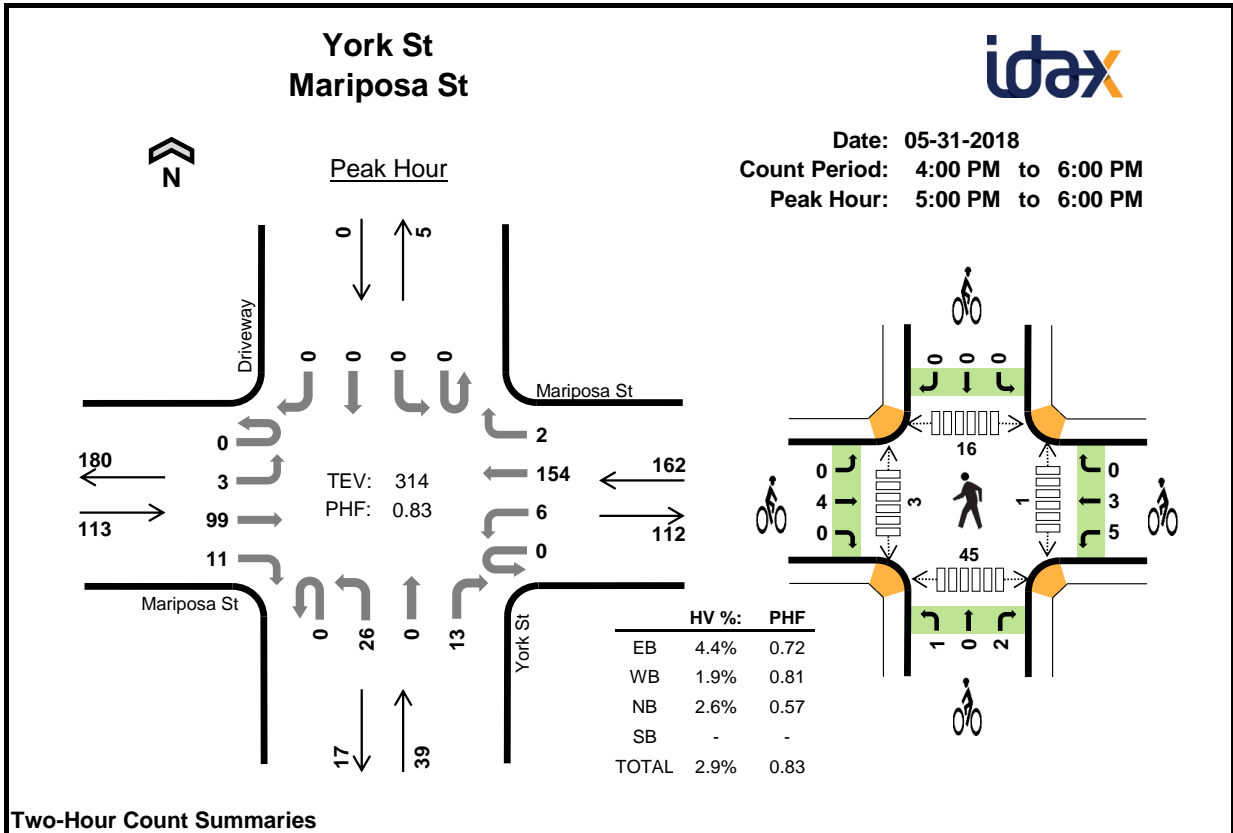 York St
Mariposa St
idax
N
Peak Hour
Date: 05-31-2018
Count Period: 4:00 PM to 6:00 PM
Peak Hour: 5:00 PM to 6:00 PM
0 5
Driveway
0 0 0 0
Mariposa St
0
3
99
11
180
113
TEV: 314
PHF: 0.83
2
154
6
0
162
112
Mariposa St
0 26 0 13
York St
17 39
HV %: PHF
EB 4.4% 0.72
WB 1.9% 0.81
NB 2.6% 0.57
SB - -
TOTAL 2.9% 0.83
0 0 0
16
0
4
0
3
1
0
3
5
45
1 0 2
Two-Hour Count Summaries